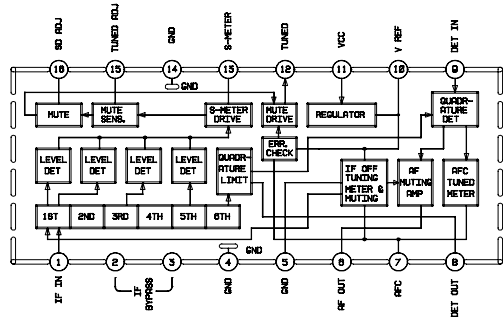 SD ADJ
TUNED ADJ
GND
S-METER
TUNED
VCC
V REF
DET IN
16
15
14
13
12
11
10
9
GND
MUTE
MUTE SENS.
S-METER DRIVE
MUTE DRIVE
REGULATOR
QUADR-
ATURE
DET
ERR.
CHECK
LEVEL DET
LEVEL DET
LEVEL DET
LEVEL DET
QUADR-
ATURE
LIMIT
IF OFF
TUNING
METER &
MUTING
AF
MUTING
AMP
AFC
TUNED
METER
1ST
2ND
3RD
4TH
5TH
6TH
GND
1
2
3
4
5
6
7
8
IF IN
IF
BYPASS
GND
GND
AF OUT
AFC
DET OUT